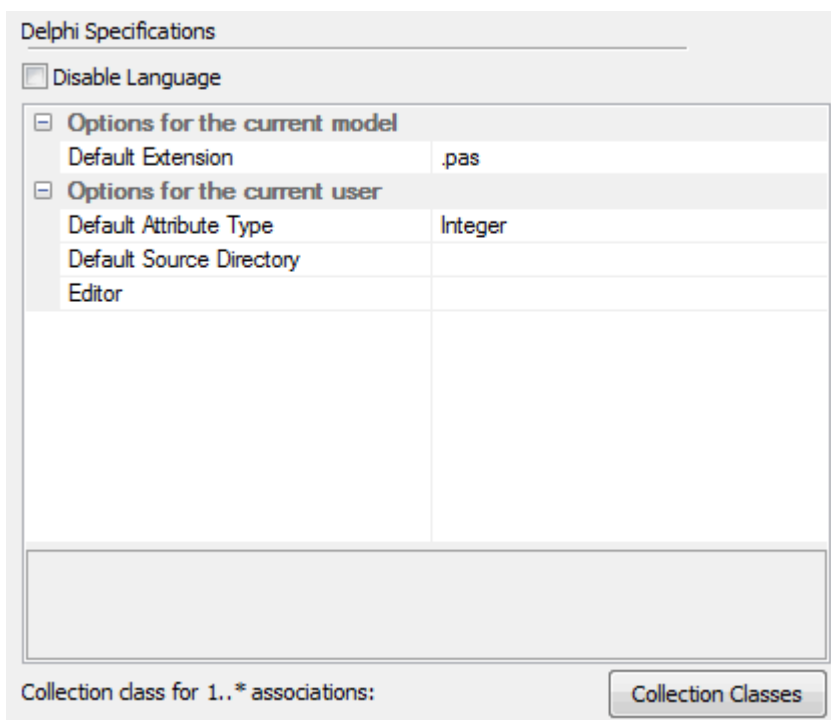 Delphi Specifications
Disable Language
Options for the current model
Default Extension .pas
Options for the current user
Default Attribute Type Integer
Default Source Directory
Editor
Collection class for 1..* associations: Collection Classes